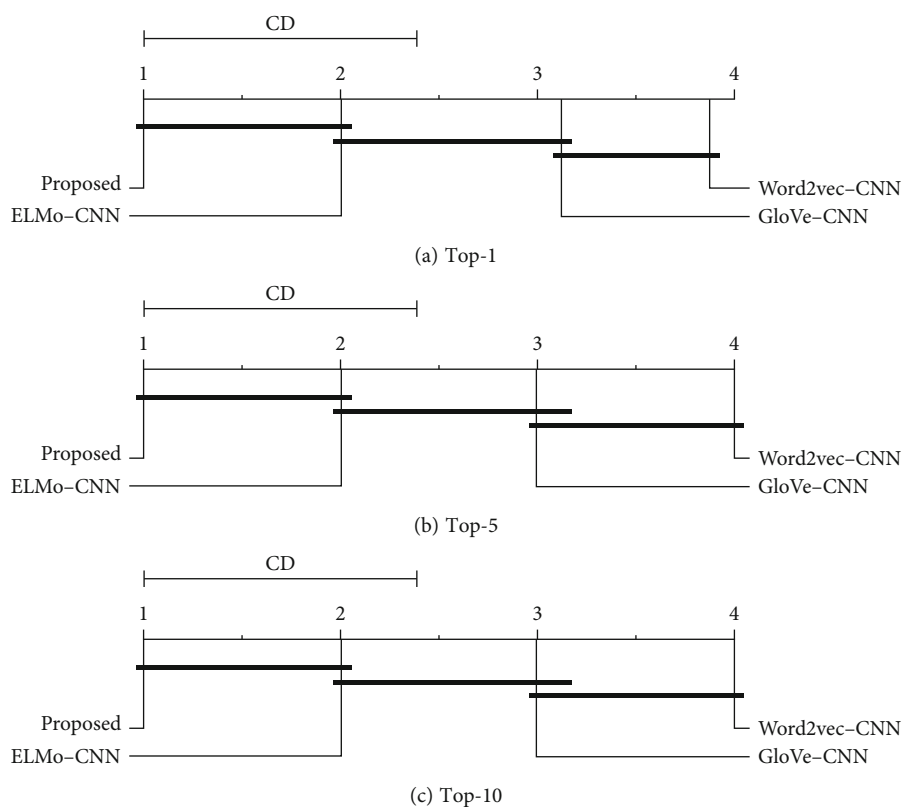 CD
1 2 3 4
Proposed Word2vec–CNN
ELMo–CNN GloVe–CNN
(a) Top-1
CD
1 2 3 4
Proposed Word2vec–CNN
ELMo–CNN GloVe–CNN
(b) Top-5
CD
1 2 3 4
Proposed Word2vec–CNN
ELMo–CNN GloVe–CNN
(c) Top-10